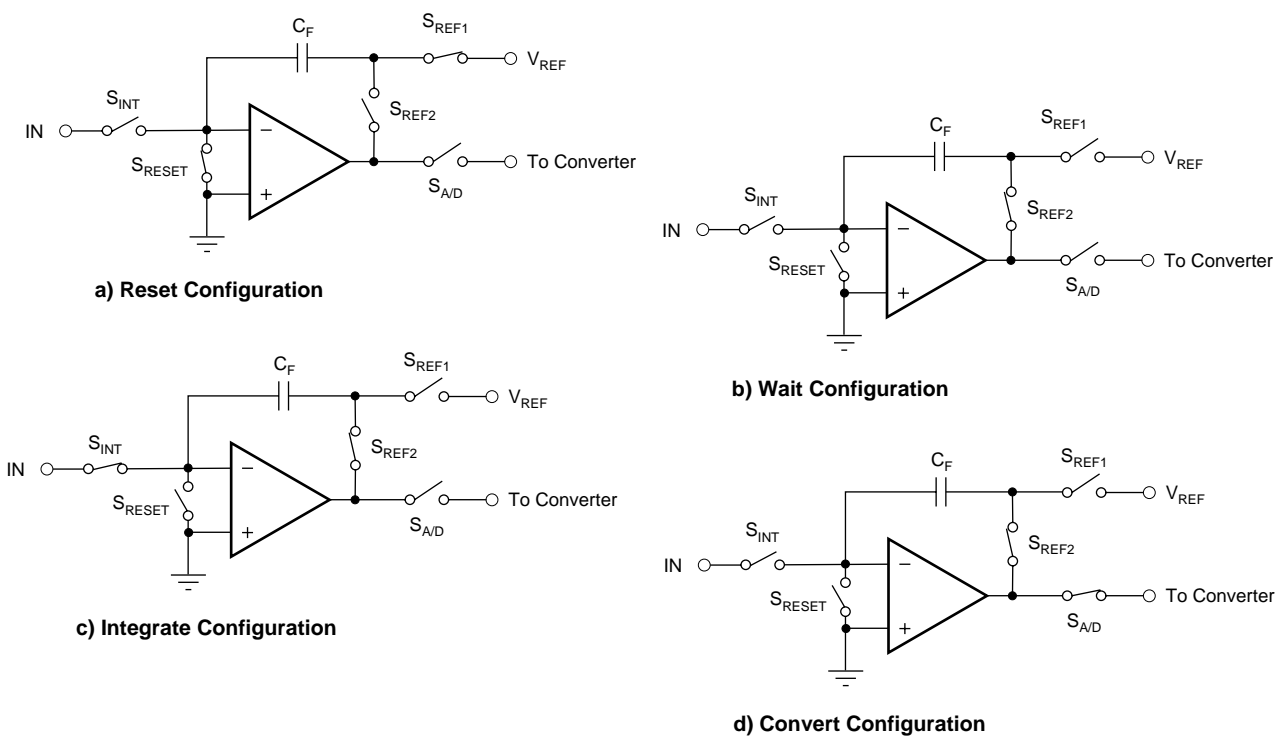 C_F
S_REF1
V_REF
S_INT
IN
−
S_REF2
S_RESET
+
To Converter
S_A/D
a) Reset Configuration
C_F
S_REF1
V_REF
S_INT
IN
−
S_REF2
S_RESET
+
To Converter
S_A/D
b) Wait Configuration
C_F
S_REF1
V_REF
S_INT
IN
−
S_REF2
S_RESET
+
To Converter
S_A/D
c) Integrate Configuration
C_F
S_REF1
V_REF
S_INT
IN
−
S_REF2
S_RESET
+
To Converter
S_A/D
d) Convert Configuration